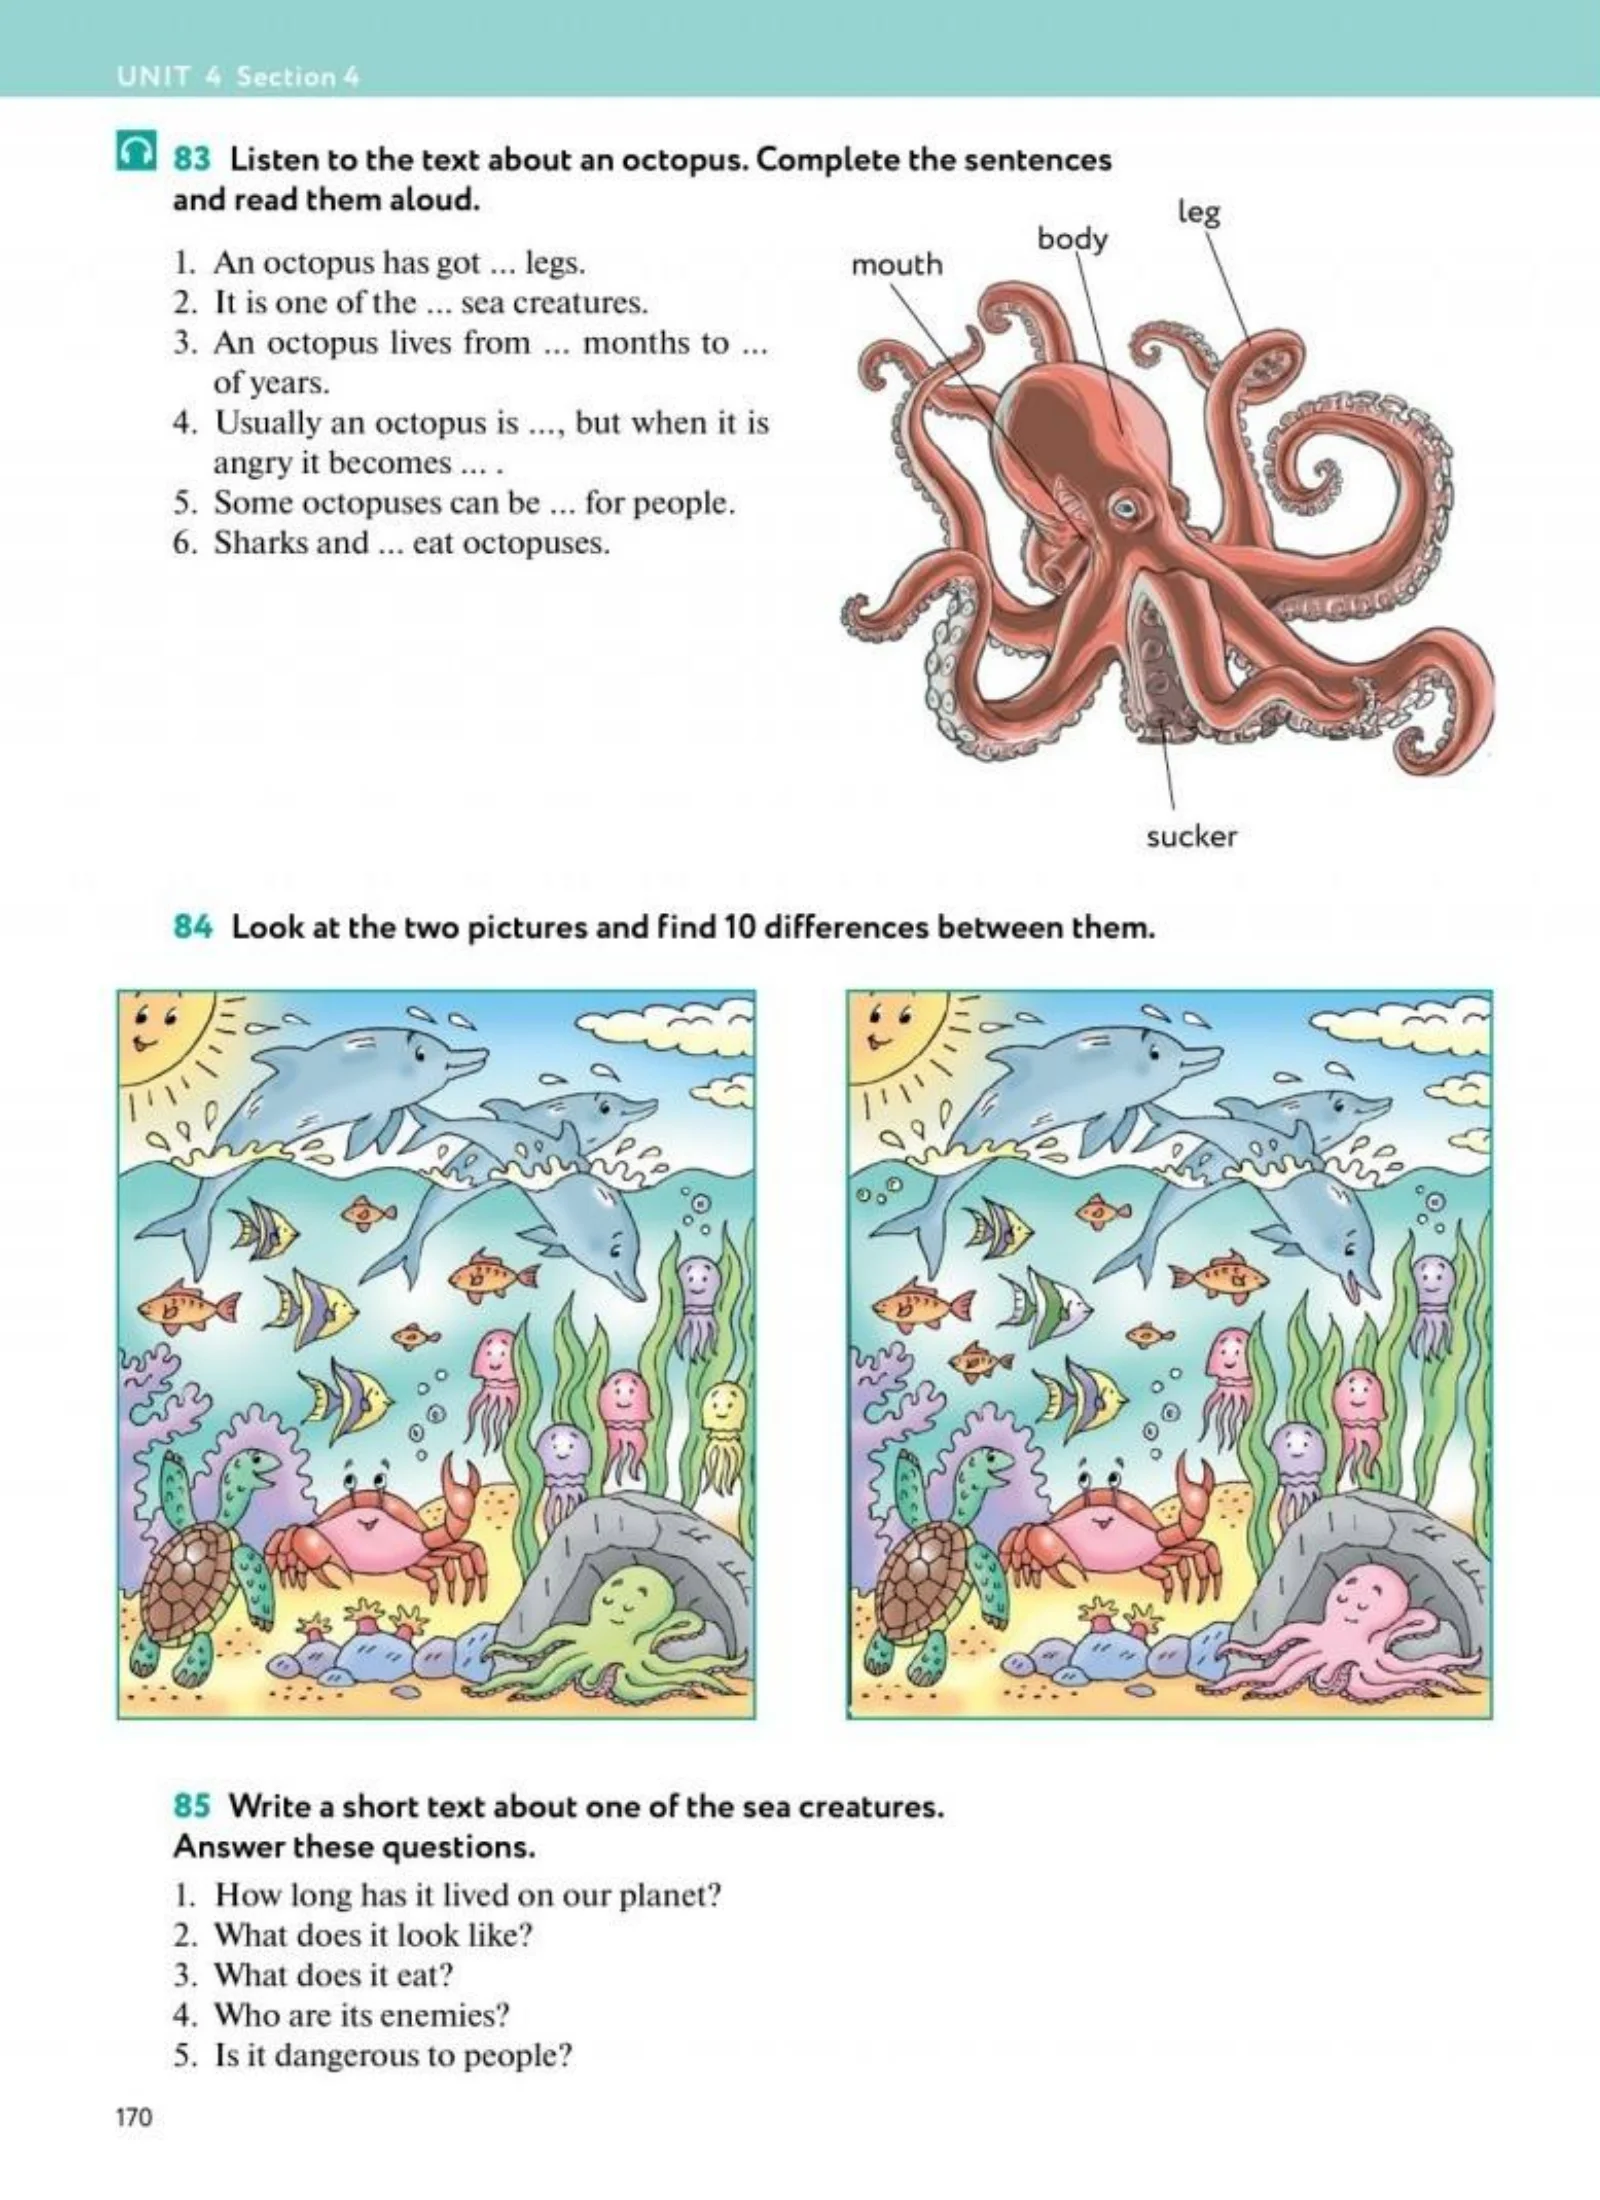 UNIT 4 Section 4
83 Listen to the text about an octopus. Complete the sentences
and read them aloud.
1. An octopus has got ... legs.
2. It is one of the ... sea creatures.
3. An octopus lives from ... months to ...
of years.
4. Usually an octopus is ..., but when it is
angry it becomes ... .
5. Some octopuses can be ... for people.
6. Sharks and ... eat octopuses.
mouth
body
leg
sucker
84 Look at the two pictures and find 10 differences between them.
85 Write a short text about one of the sea creatures.
Answer these questions.
1. How long has it lived on our planet?
2. What does it look like?
3. What does it eat?
4. Who are its enemies?
5. Is it dangerous to people?
170